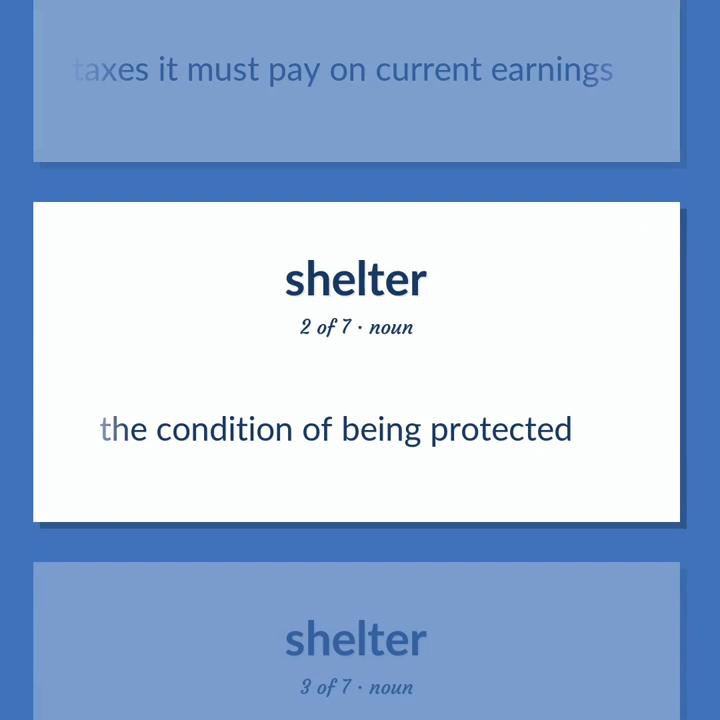 taxes it must pay on current earnings
shelter
2 of 7 · noun
the condition of being protected
shelter
3 of 7 · noun